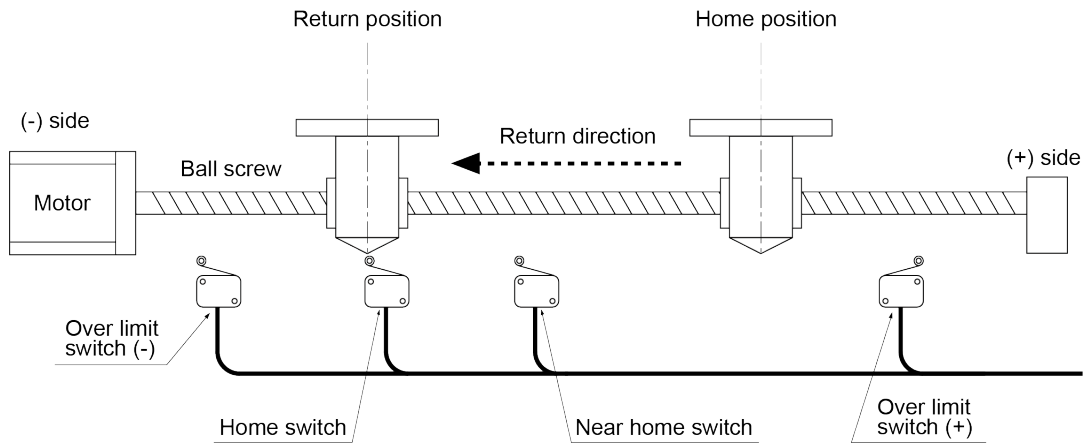 Return position
Home position
(-) side
Return direction
(+) side
Ball screw
Motor
Over limit
switch (-)
Home switch
Near home switch
Over limit
switch (+)